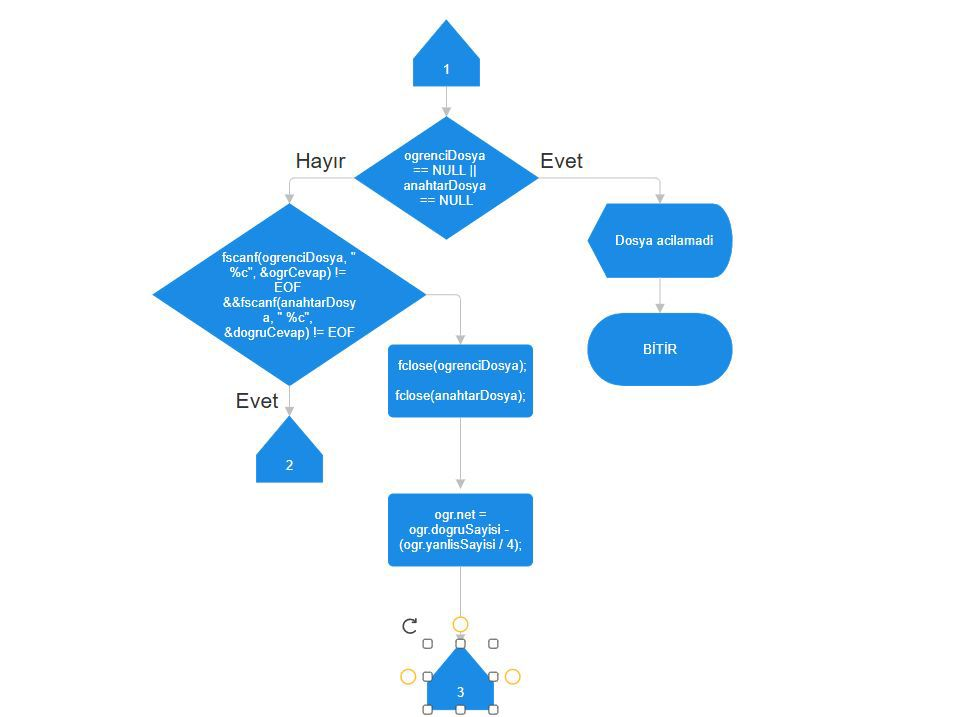 1
ogrenciDosya
== NULL ||
anahtarDosya
== NULL
Hayır
Evet
fscanf(ogrenciDosya, "
%c", &ogrCevap) !=
EOF
&&fscanf(anahtarDosy
a, " %c",
&dogruCevap) != EOF
Dosya acilamadi
BİTİR
fclose(ogrenciDosya);
fclose(anahtarDosya);
Evet
2
ogr.net =
ogr.dogruSayisi -
(ogr.yanlisSayisi / 4);
3